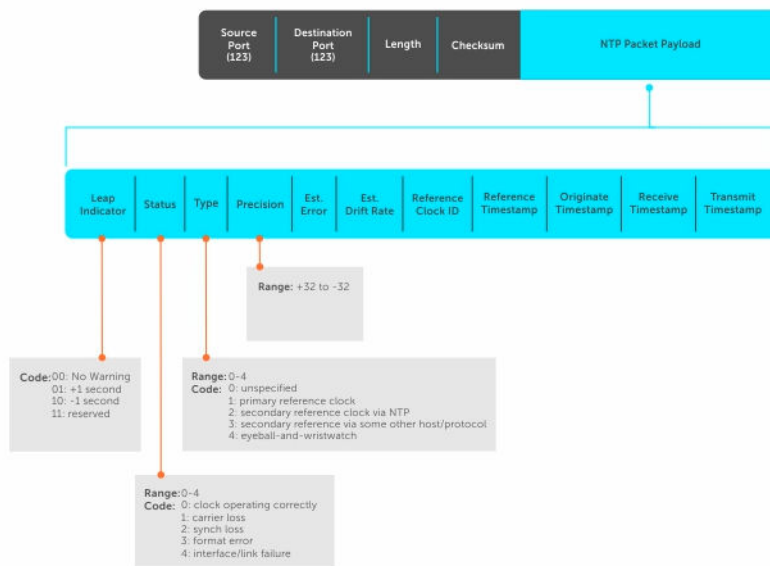 Source Port (123)
Destination Port (123)
Length
Checksum
NTP Packet Payload
Leap Indicator
Status
Type
Precision
Est. Error
Est. Drift Rate
Reference Clock ID
Reference Timestamp
Originate Timestamp
Receive Timestamp
Transmit Timestamp
Range: +32 to -32
Code: 00: No Warning
01: +1 second
10: -1 second
11: reserved
Range: 0-4
Code: 0: unspecified
1: primary reference clock
2: secondary reference clock via NTP
3: secondary reference via some other host/protocol
4: eyeball-and-wristwatch
Range: 0-4
Code: 0: clock operating correctly
1: carrier loss
2: synch loss
3: format error
4: interface/link failure